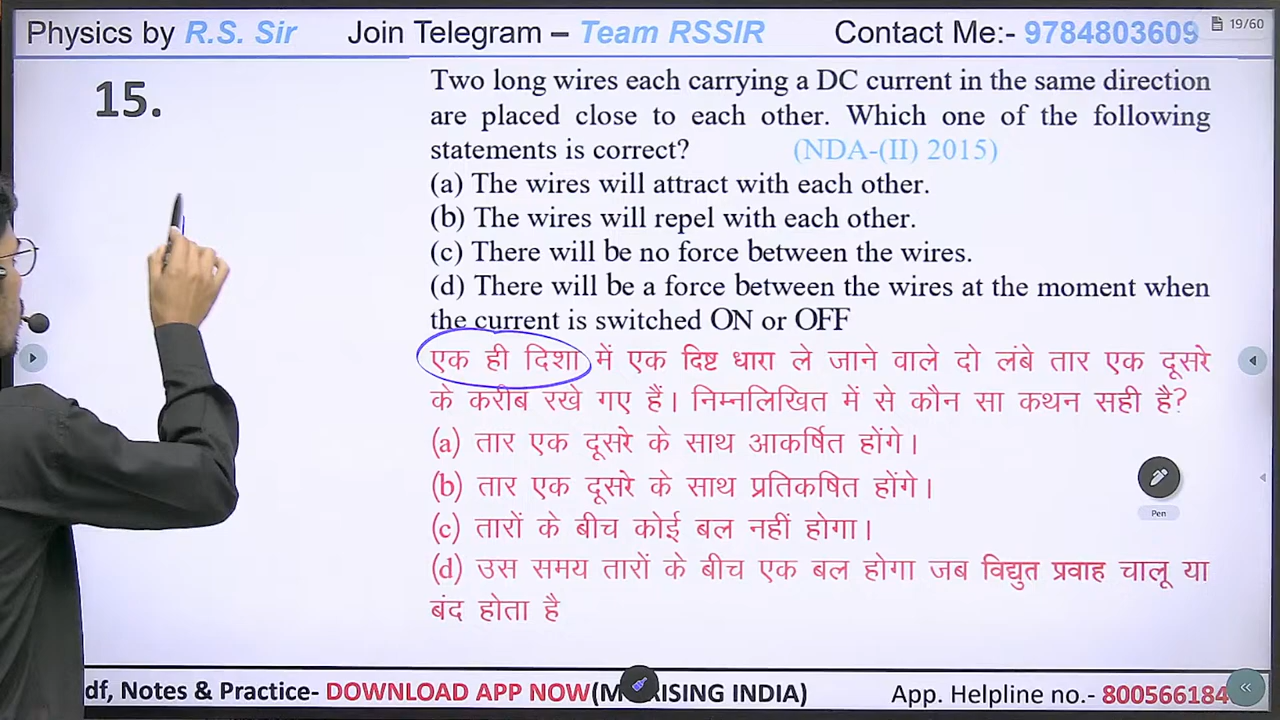 Physics by R.S. Sir Join Telegram – Team RSSIR Contact Me:- 9784803609 19/60
15.
Two long wires each carrying a DC current in the same direction
are placed close to each other. Which one of the following
statements is correct? (NDA-(II) 2015)
(a) The wires will attract with each other.
(b) The wires will repel with each other.
(c) There will be no force between the wires.
(d) There will be a force between the wires at the moment when
the current is switched ON or OFF
एक ही दिशा में एक दिष्ट धारा ले जाने वाले दो लंबे तार एक दूसरे
के करीब रखे गए हैं। निम्नलिखित में से कौन सा कथन सही है?
(a) तार एक दूसरे के साथ आकर्षित होंगे।
(b) तार एक दूसरे के साथ प्रतिकषित होंगे।
(c) तारों के बीच कोई बल नहीं होगा।
(d) उस समय तारों के बीच एक बल होगा जब विद्युत प्रवाह चालू या
बंद होता है
Pen
df, Notes & Practice- DOWNLOAD APP NOW(M RISING INDIA) App. Helpline no.- 800566184